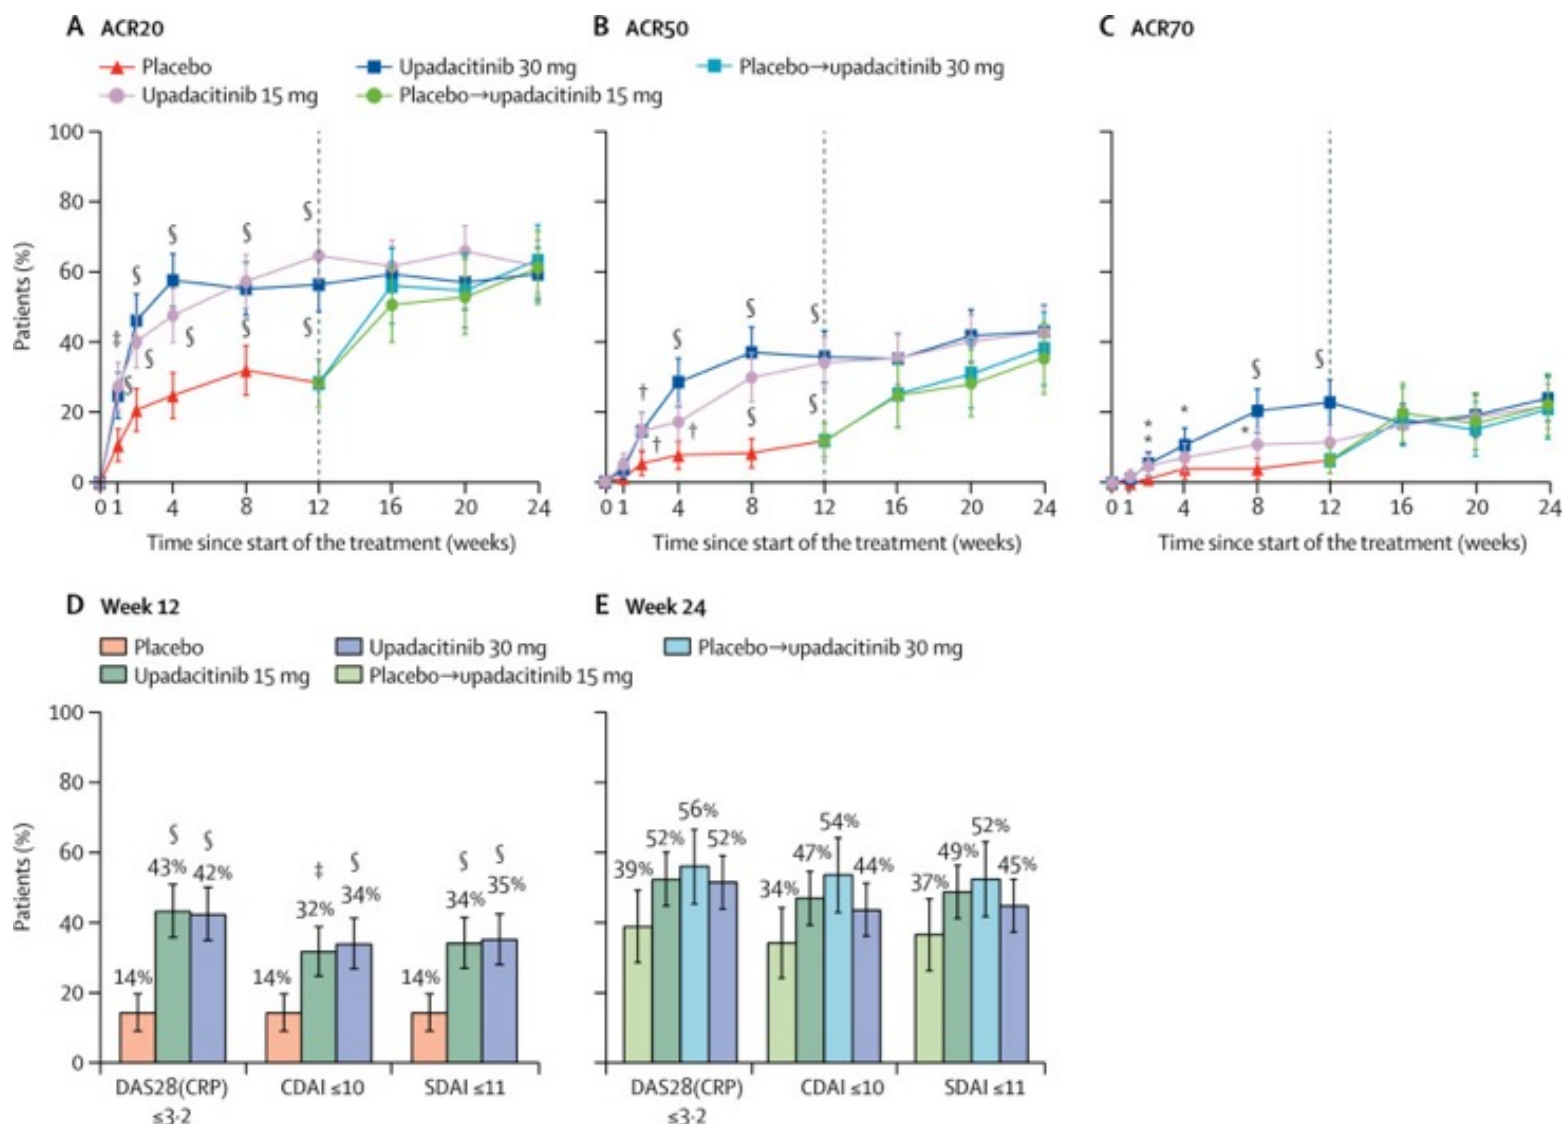 A ACR20
B ACR50
C ACR70
Placebo
Upadacitinib 30 mg
Placebo→upadacitinib 30 mg
Upadacitinib 15 mg
Placebo→upadacitinib 15 mg
Patients (%)
100
80
60
40
20
0
‡
§
§
§
§
§
§
§
§
§
0 1 4 8 12 16 20 24
Time since start of the treatment (weeks)
†
§
§
§
†
†
§
§
0 1 4 8 12 16 20 24
Time since start of the treatment (weeks)
*
*
*
§
*
§
0 1 4 8 12 16 20 24
Time since start of the treatment (weeks)
D Week 12
E Week 24
Placebo
Upadacitinib 30 mg
Placebo→upadacitinib 30 mg
Upadacitinib 15 mg
Placebo→upadacitinib 15 mg
Patients (%)
100
80
60
40
20
0
§ §
14% 43% 42%
‡ §
14% 32% 34%
§ §
14% 34% 35%
DAS28(CRP)
≤3·2
CDAI ≤10
SDAI ≤11
39% 52% 56% 52%
34% 47% 54% 44%
37% 49% 52% 45%
DAS28(CRP)
≤3·2
CDAI ≤10
SDAI ≤11